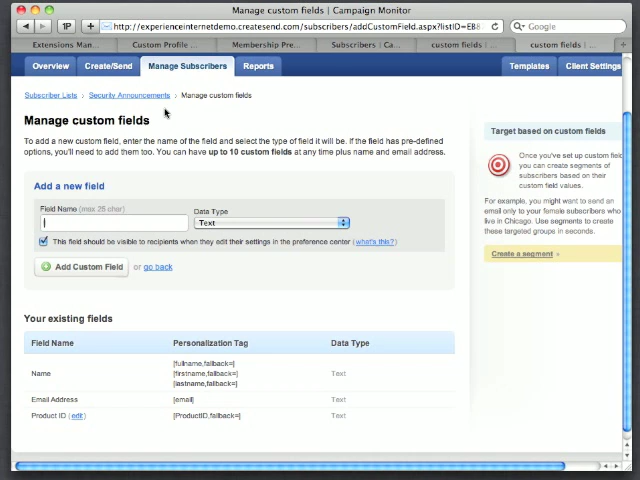 Manage custom fields | Campaign Monitor
1P
http://experienceinternetdemo.createsend.com/subscribers/addCustomField.aspx?listID=EB8
Google
Extensions Man...
Custom Profile ...
Membership Pre...
Subscribers | Ca...
custom fields | ...
custom fields | ...
Overview
Create/Send
Manage Subscribers
Reports
Templates
Client Settings
Subscriber Lists › Security Announcements › Manage custom fields
Manage custom fields
To add a new custom field, enter the name of the field and select the type of field it will be. If the field has pre-defined
options, you'll need to add them too. You can have up to 10 custom fields at any time plus name and email address.
Add a new field
Field Name (max 25 char)
Data Type
Text
This field should be visible to recipients when they edit their settings in the preference center (what's this?)
Add Custom Field or go back
Your existing fields
Field Name Personalization Tag Data Type
[fullname,fallback=]
Name [firstname,fallback=] Text
[lastname,fallback=]
Email Address [email] Text
Product ID (edit) [ProductID,fallback=] Text
Target based on custom fields
Once you've set up custom fiel
you can create segments of
subscribers based on their
custom field values.
For example, you might want to send an
email only to your female subscribers who
live in Chicago. Use segments to create
these targeted groups in seconds.
Create a segment »